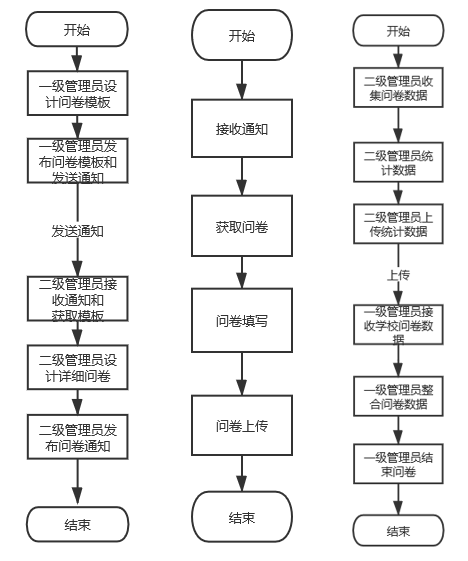 开始
一级管理员设
计问卷模板
一级管理员发
布问卷模板和
发送通知
发送通知
二级管理员接
收通知和
获取模板
二级管理员设
计详细问卷
二级管理员发
布问卷通知
结束
开始
接收通知
获取问卷
问卷填写
问卷上传
结束
开始
二级管理员收
集问卷数据
二级管理员统
计数据
二级管理员上
传统计数据
上传
一级管理员接
收学校问卷数
据
一级管理员整
合问卷数据
一级管理员结
束问卷
结束